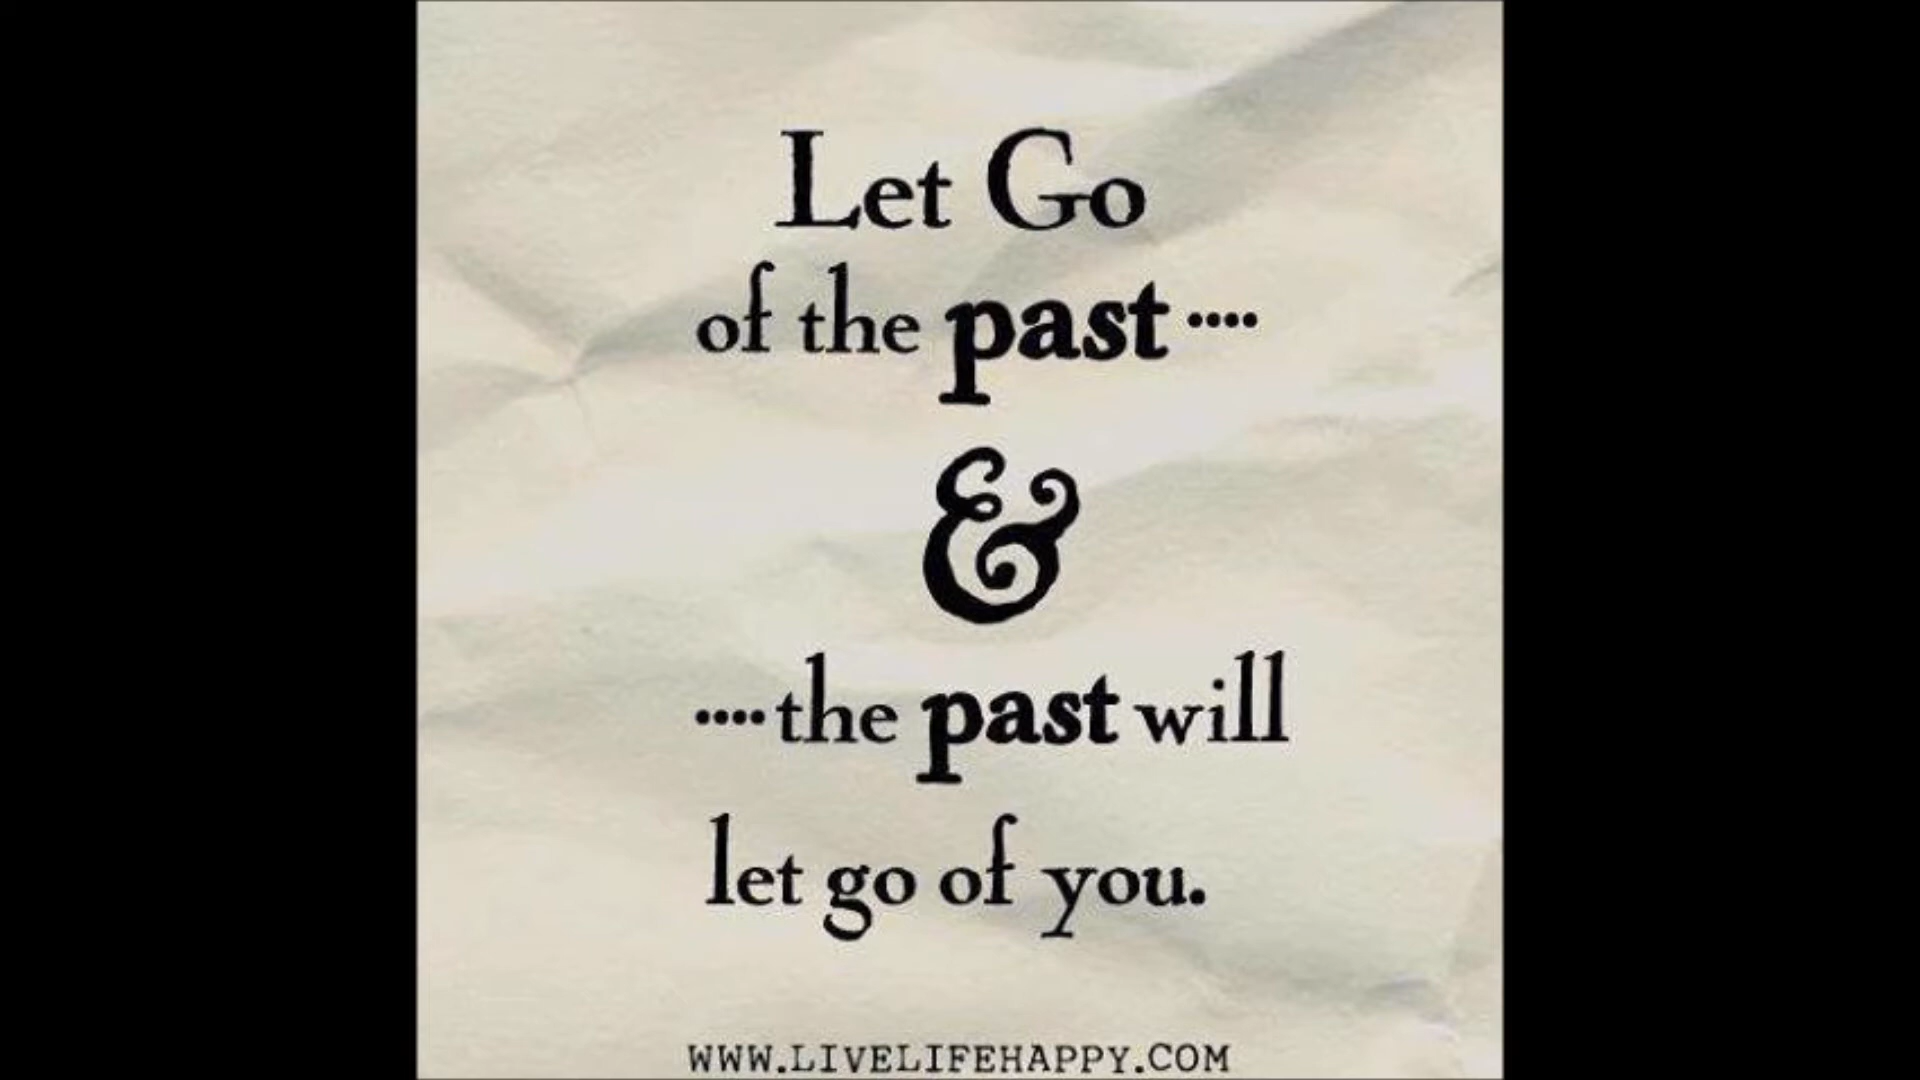 Let Go
of the past ····
&
····the past will
let go of you.
WWW.LIVELIFEHAPPY.COM